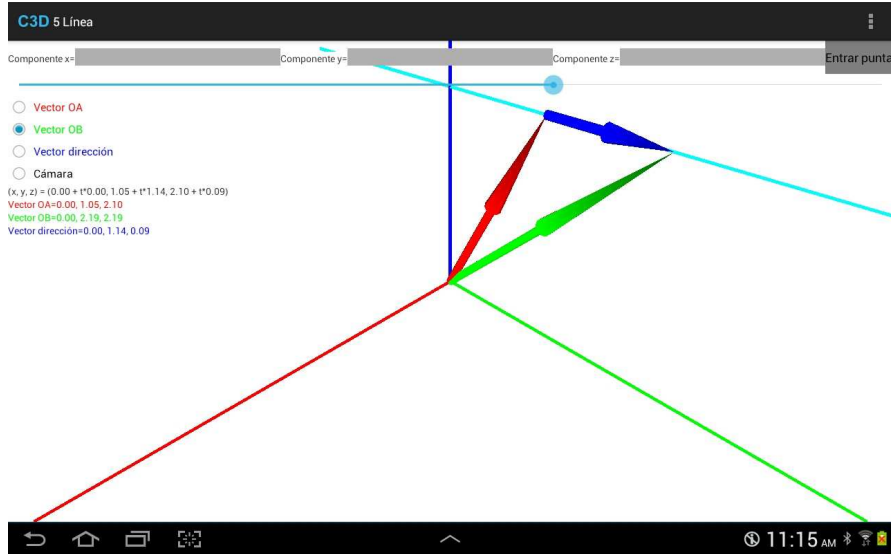 C3D 5 Línea
Componente x= Componente y= Componente z= Entrar punta
Vector OA
Vector OB
Vector dirección
Cámara
(x, y, z) = (0.00 + t*0.00, 1.05 + t*1.14, 2.10 + t*0.09)
Vector OA=0.00, 1.05, 2.10
Vector OB=0.00, 2.19, 2.19
Vector dirección=0.00, 1.14, 0.09
11:15 AM